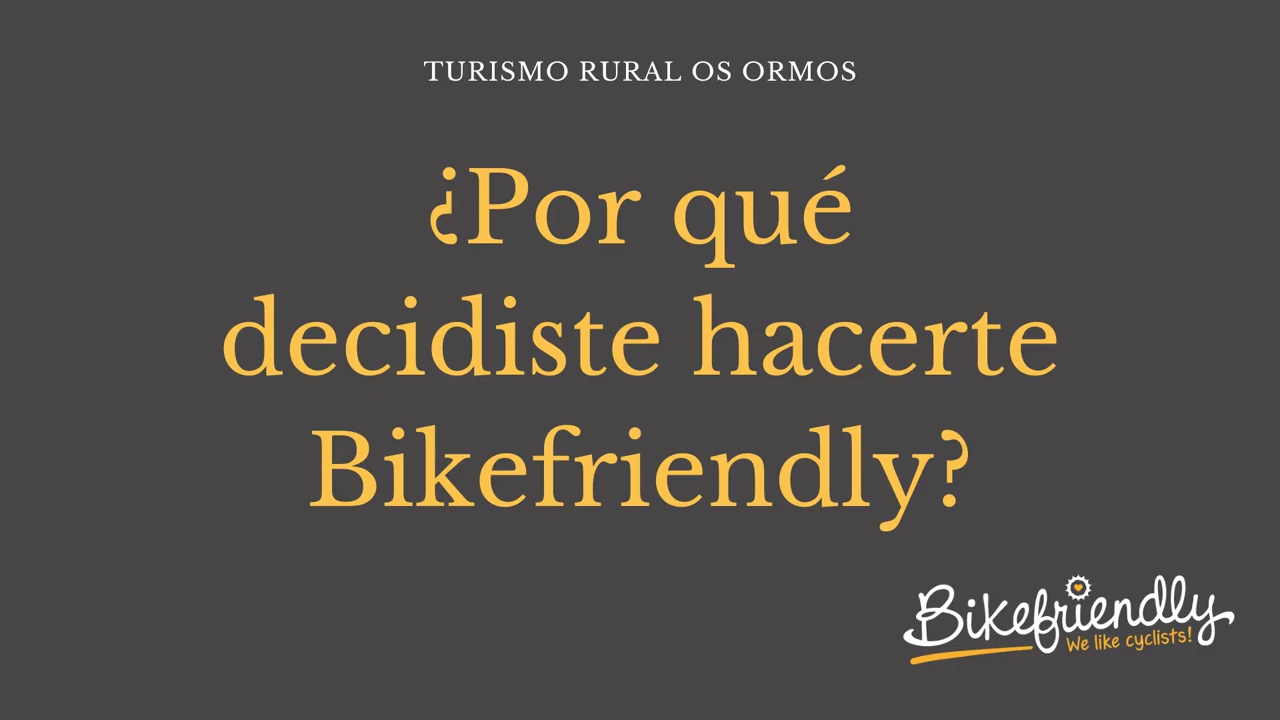 TURISMO RURAL OS ORMOS
¿Por qué
decidiste hacerte
Bikefriendly?
Bikefriendly
We like cyclists!